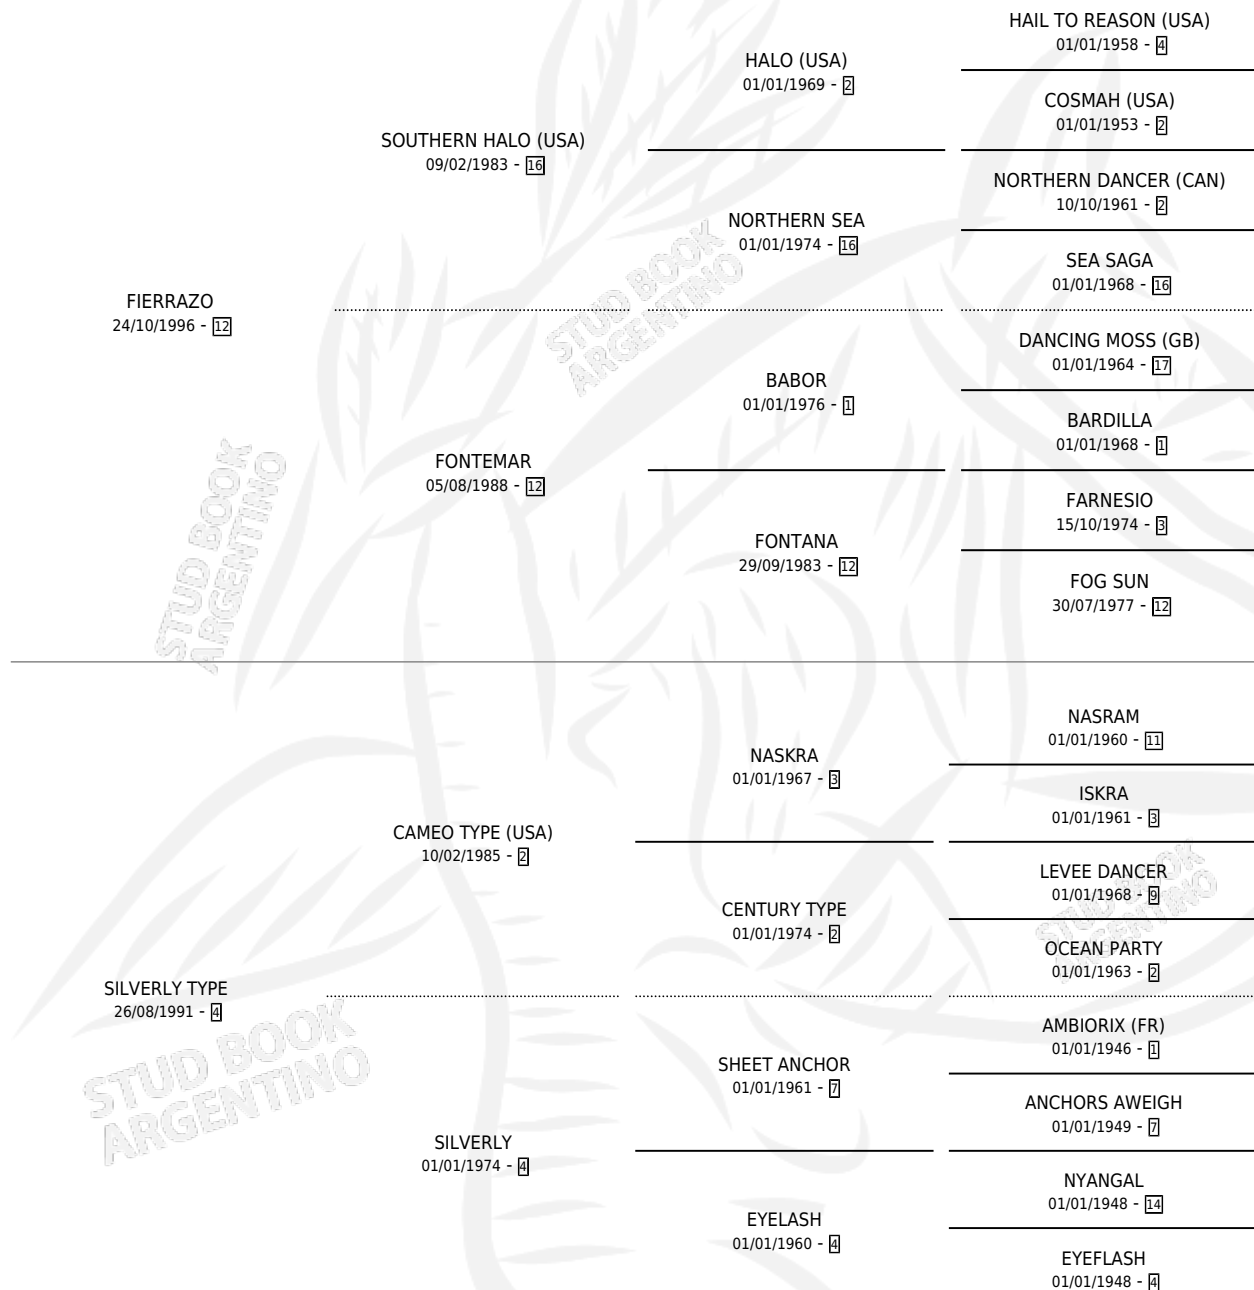 HAIL TO REASON (USA)
01/01/1958 - 4
HALO (USA)
01/01/1969 - 2
COSMAH (USA)
01/01/1953 - 2
SOUTHERN HALO (USA)
09/02/1983 - 16
NORTHERN DANCER (CAN)
10/10/1961 - 2
NORTHERN SEA
01/01/1974 - 16
SEA SAGA
01/01/1968 - 16
FIERRAZO
24/10/1996 - 12
DANCING MOSS (GB)
01/01/1964 - 17
BABOR
01/01/1976 - 1
BARDILLA
01/01/1968 - 1
FONTEMAR
05/08/1988 - 12
FARNESIO
15/10/1974 - 3
FONTANA
29/09/1983 - 12
FOG SUN
30/07/1977 - 12
NASRAM
01/01/1960 - 11
NASKRA
01/01/1967 - 3
ISKRA
01/01/1961 - 3
CAMEO TYPE (USA)
10/02/1985 - 2
LEVEE DANCER
01/01/1968 - 9
CENTURY TYPE
01/01/1974 - 2
OCEAN PARTY
01/01/1963 - 2
SILVERLY TYPE
26/08/1991 - 4
AMBIORIX (FR)
01/01/1946 - 1
SHEET ANCHOR
01/01/1961 - 7
ANCHORS AWEIGH
01/01/1949 - 7
SILVERLY
01/01/1974 - 4
NYANGAL
01/01/1948 - 14
EYELASH
01/01/1960 - 4
EYEFLASH
01/01/1948 - 4
STUD BOOK
ARGENTINO
STUD BOOK
ARGENTINO
STUD BOOK
ARGENTINO
STUD BOOK
ARGENTINO